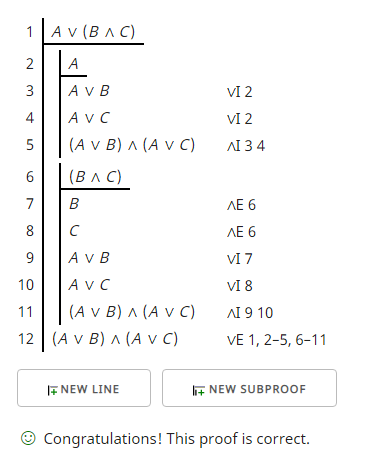 1 A ∨ (B ∧ C)
2 A
3 A ∨ B ∨I 2
4 A ∨ C ∨I 2
5 (A ∨ B) ∧ (A ∨ C) ∧I 3 4
6 (B ∧ C)
7 B ∧E 6
8 C ∧E 6
9 A ∨ B ∨I 7
10 A ∨ C ∨I 8
11 (A ∨ B) ∧ (A ∨ C) ∧I 9 10
12 (A ∨ B) ∧ (A ∨ C) ∨E 1, 2–5, 6–11
NEW LINE NEW SUBPROOF
Congratulations! This proof is correct.